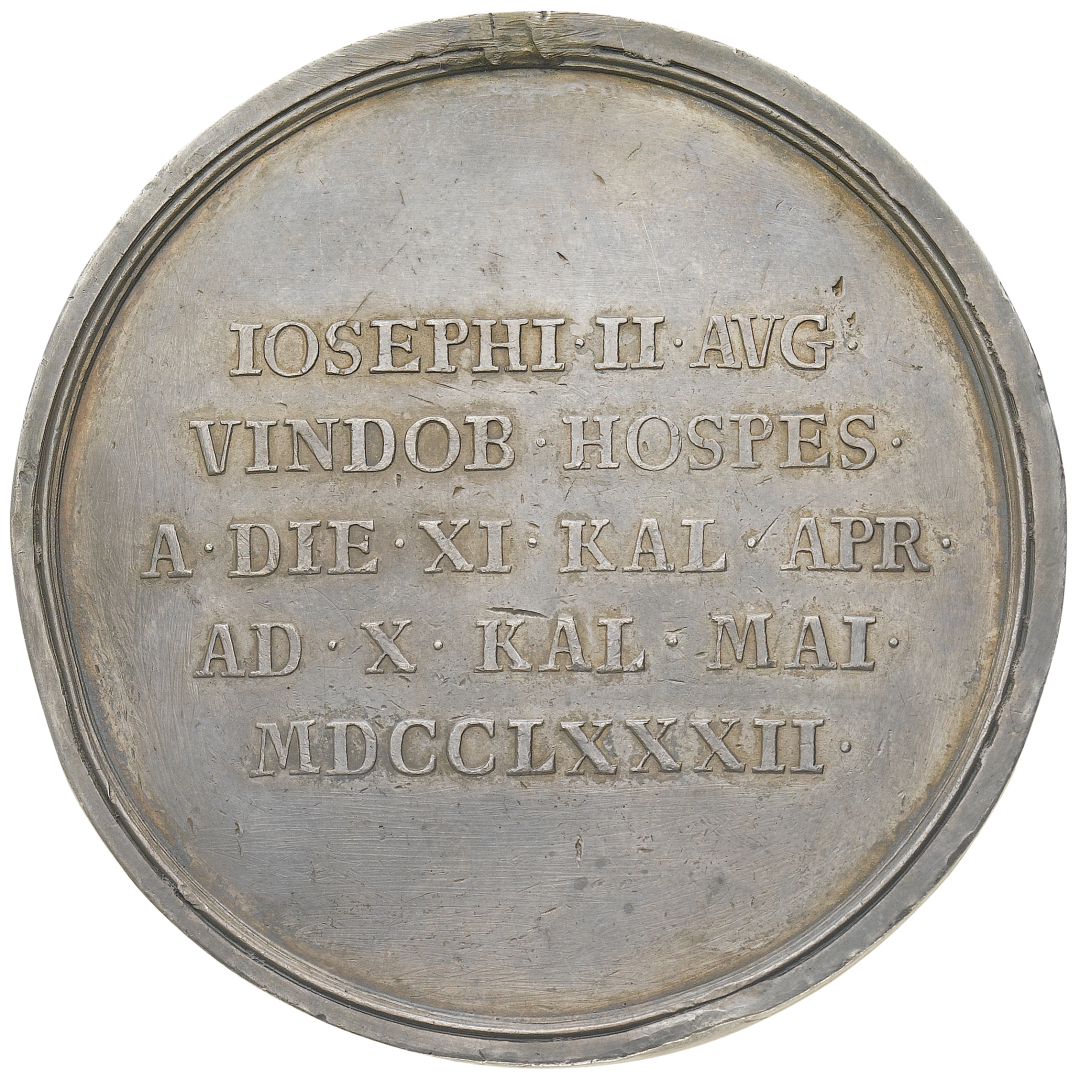 IOSEPHI · II · AVG ·
VINDOB · HOSPES ·
A · DIE · XI · KAL · APR ·
AD · X · KAL · MAI ·
MDCCLXXXII ·